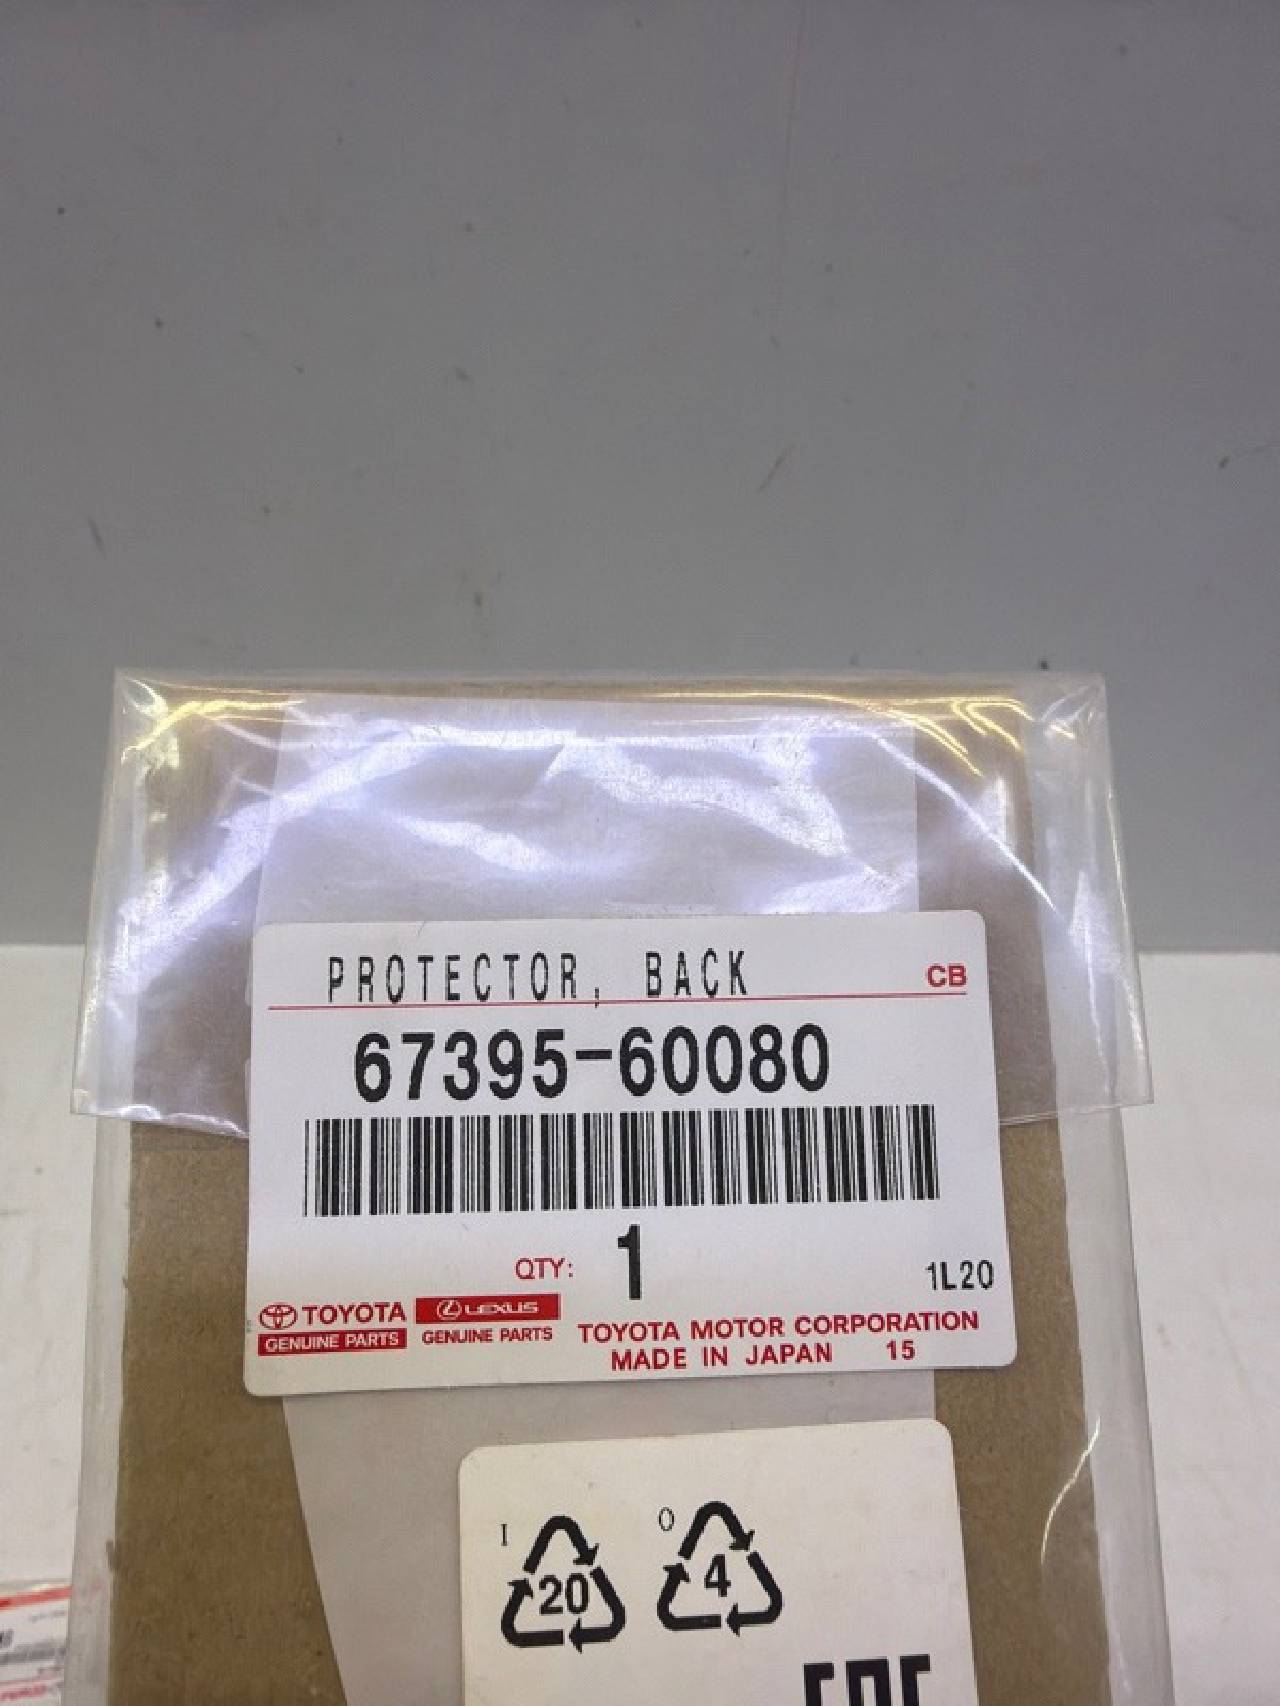 PROTECTOR, BACK
CB
67395-60080
QTY: 1
1L20
TOYOTA
GENUINE PARTS
LEXUS
GENUINE PARTS
TOYOTA MOTOR CORPORATION
MADE IN JAPAN 15
I
20
O
4